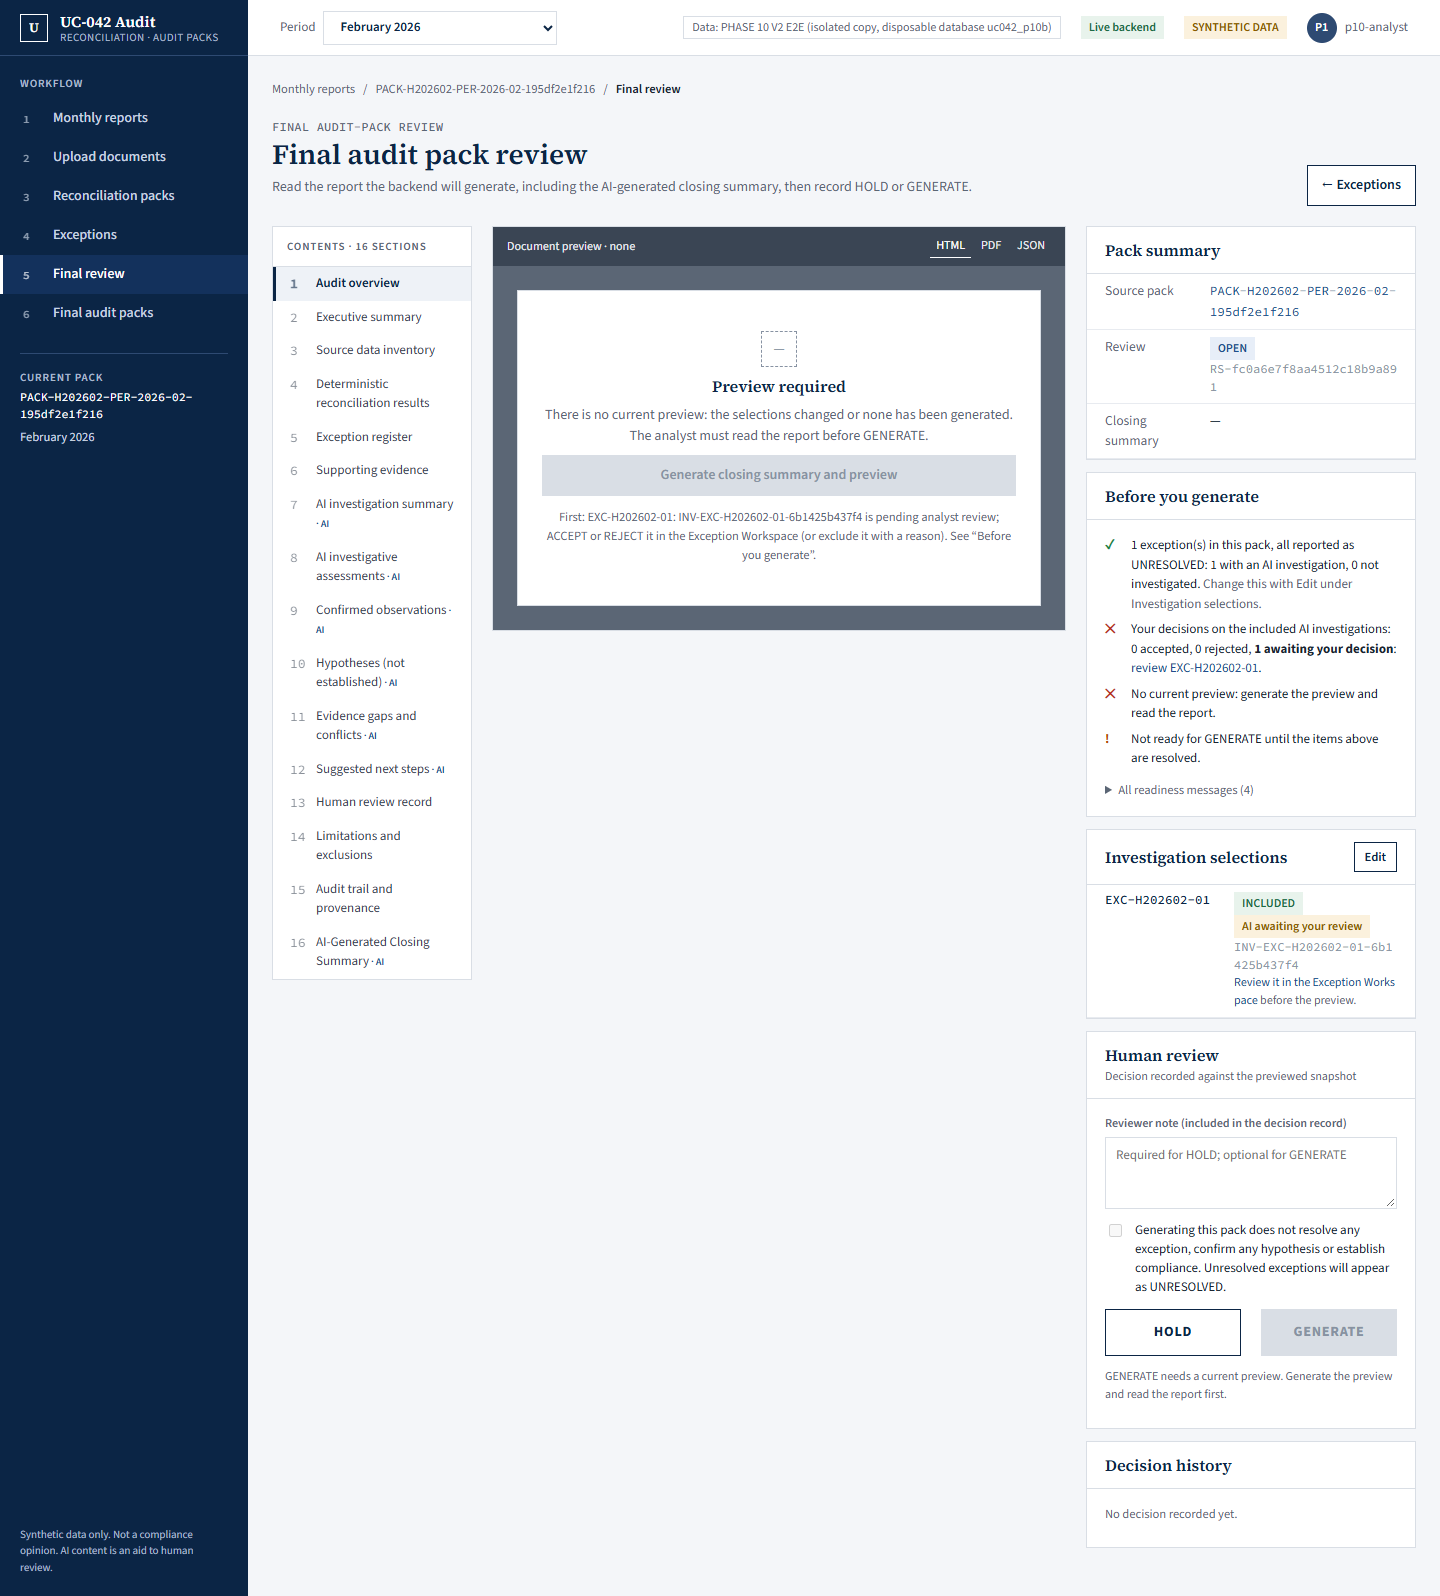 U
UC-042 Audit
RECONCILIATION · AUDIT PACKS
WORKFLOW
1 Monthly reports
2 Upload documents
3 Reconciliation packs
4 Exceptions
5 Final review
6 Final audit packs
CURRENT PACK
PACK-H202602-PER-2026-02-
195df2e1f216
February 2026
Synthetic data only. Not a compliance
opinion. AI content is an aid to human
review.
Period
February 2026
Data: PHASE 10 V2 E2E (isolated copy, disposable database uc042_p10b)
Live backend
SYNTHETIC DATA
P1
p10-analyst
Monthly reports / PACK-H202602-PER-2026-02-195df2e1f216 / Final review
FINAL AUDIT-PACK REVIEW
Final audit pack review
Read the report the backend will generate, including the AI-generated closing summary, then record HOLD or GENERATE.
← Exceptions
CONTENTS · 16 SECTIONS
1 Audit overview
2 Executive summary
3 Source data inventory
4 Deterministic
reconciliation results
5 Exception register
6 Supporting evidence
7 AI investigation summary
· AI
8 AI investigative
assessments · AI
9 Confirmed observations ·
AI
10 Hypotheses (not
established) · AI
11 Evidence gaps and
conflicts · AI
12 Suggested next steps · AI
13 Human review record
14 Limitations and
exclusions
15 Audit trail and
provenance
16 AI-Generated Closing
Summary · AI
Document preview · none
HTML PDF JSON
—
Preview required
There is no current preview: the selections changed or none has been generated.
The analyst must read the report before GENERATE.
Generate closing summary and preview
First: EXC-H202602-01: INV-EXC-H202602-01-6b1425b437f4 is pending analyst review;
ACCEPT or REJECT it in the Exception Workspace (or exclude it with a reason). See “Before
you generate”.
Pack summary
Source pack
PACK-H202602-PER-2026-02-
195df2e1f216
Review
OPEN
RS-fc0a6e7f8aa4512c18b9a89
1
Closing
summary
—
Before you generate
✓ 1 exception(s) in this pack, all reported as
UNRESOLVED: 1 with an AI investigation, 0 not
investigated. Change this with Edit under
Investigation selections.
✕ Your decisions on the included AI investigations:
0 accepted, 0 rejected, 1 awaiting your decision:
review EXC-H202602-01.
✕ No current preview: generate the preview and
read the report.
! Not ready for GENERATE until the items above
are resolved.
▶ All readiness messages (4)
Investigation selections
Edit
EXC-H202602-01
INCLUDED
AI awaiting your review
INV-EXC-H202602-01-6b1
425b437f4
Review it in the Exception Works
pace before the preview.
Human review
Decision recorded against the previewed snapshot
Reviewer note (included in the decision record)
Required for HOLD; optional for GENERATE
Generating this pack does not resolve any
exception, confirm any hypothesis or establish
compliance. Unresolved exceptions will appear
as UNRESOLVED.
HOLD
GENERATE
GENERATE needs a current preview. Generate the preview
and read the report first.
Decision history
No decision recorded yet.